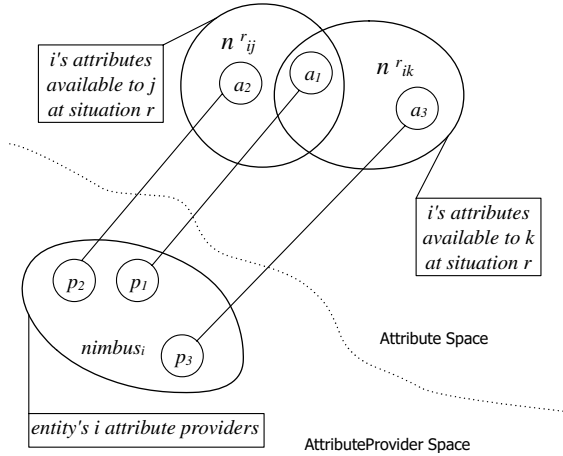 i's attributes
available to j
at situation r
n r ij
n r ik
a2
a1
a3
i's attributes
available to k
at situation r
p2
p1
nimbusi
p3
Attribute Space
entity's i attribute providers
AttributeProvider Space